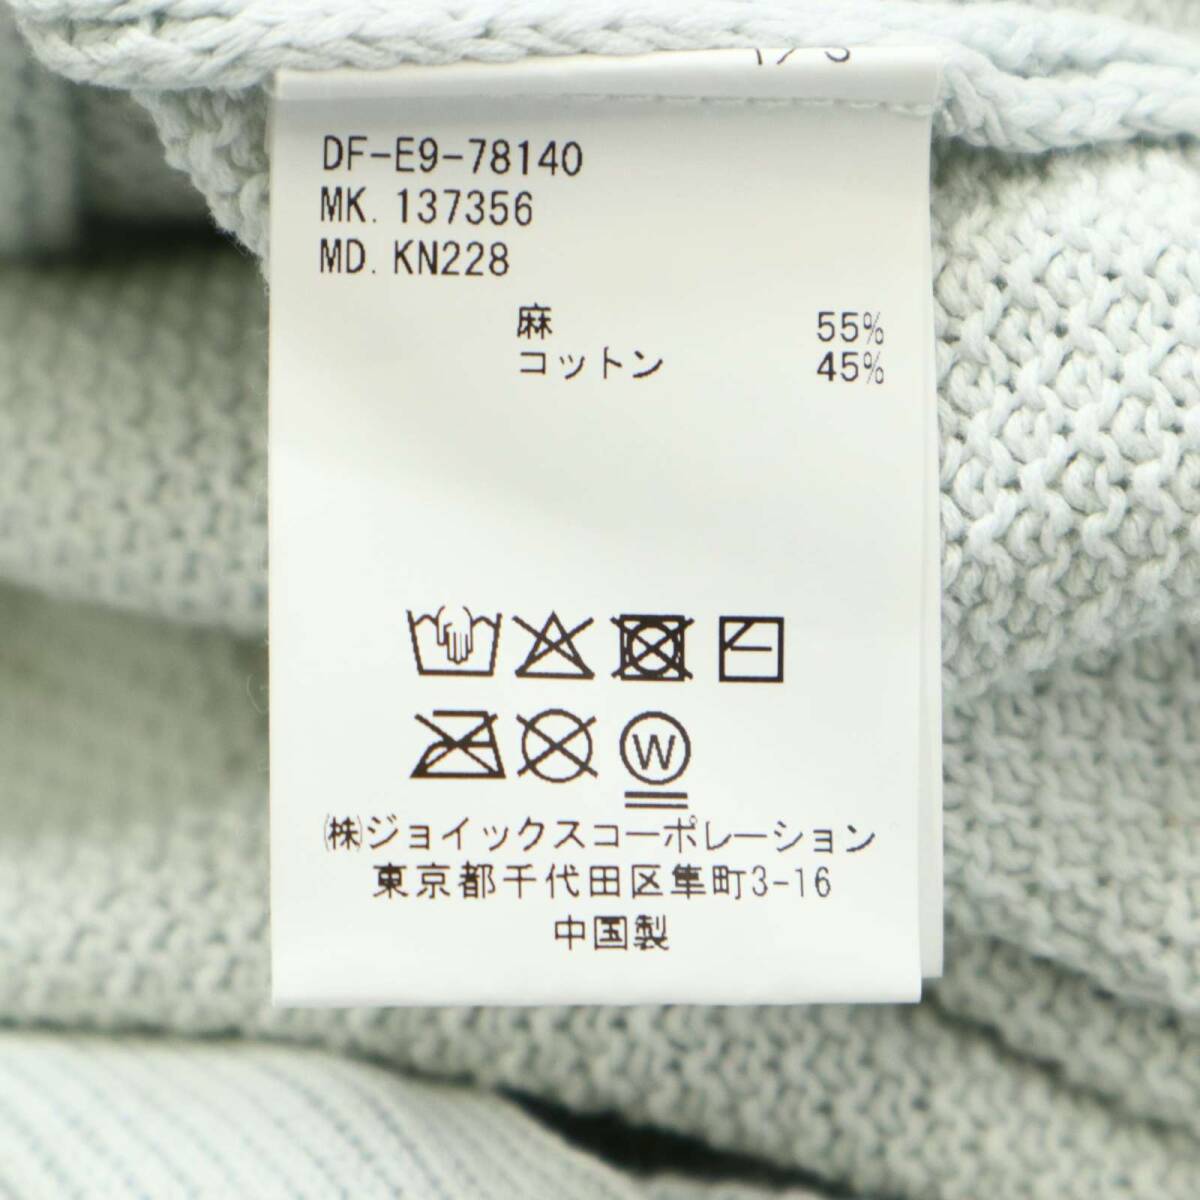 DF-E9-78140
MK. 137356
MD. KN228
麻 55%
コットン 45%
W
㈱ジョイックスコーポレーション
東京都千代田区隼町3-16
中国製